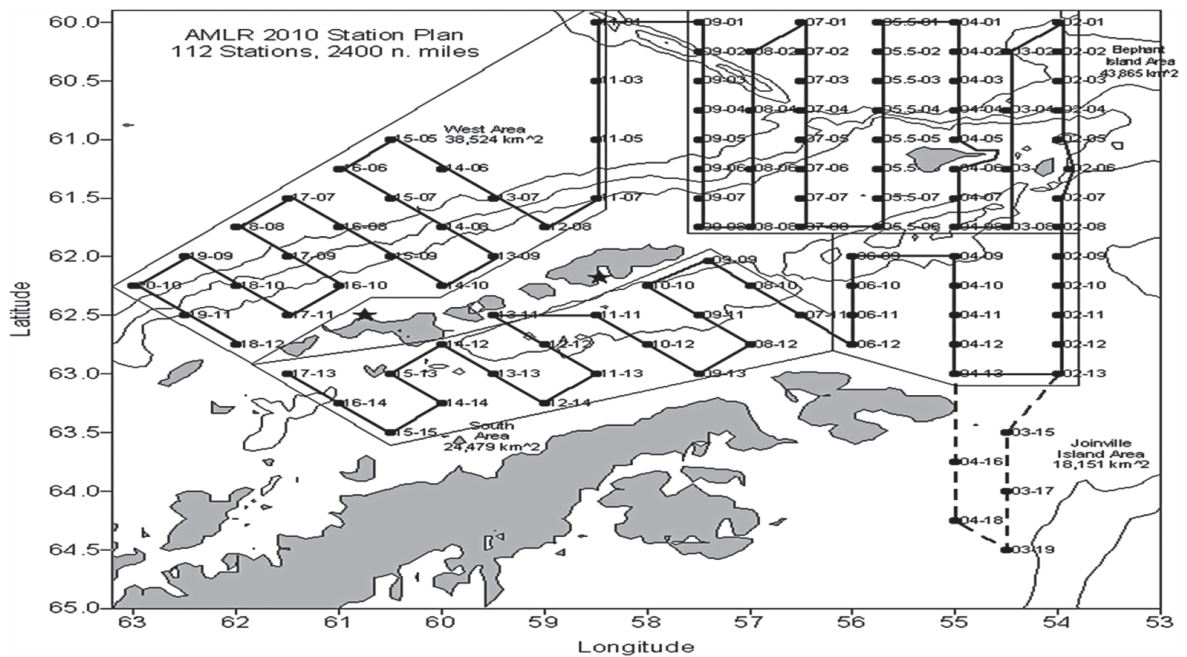 AMLR 2010 Station Plan
112 Stations, 2400 n. miles
Elephant
Island Area
43,865 km^2
West Area
38,524 km^2
South
Area
24,479 km^2
Joinville
Island Area
18,151 km^2
11-01 09-01 07-01 05.5-01 04-01 02-01
09-02 08-02 07-02 05.5-02 04-02 03-02 02-02
11-03 09-03 07-03 05.5-03 04-03 02-03
09-04 08-04 07-04 05.5-04 04-04 03-04 02-04
15-05 11-05 09-05 07-05 05.5-05 04-05 02-05
16-06 14-06 09-06 08-06 07-06 05.5-06 04-06 02-06
17-07 15-07 13-07 11-07 09-07 07-07 05.5-07 04-07 02-07
18-08 16-08 14-08 12-08 09-08 08-08 07-08 05.5-08 04-08 03-08 02-08
19-09 17-09 15-09 13-09 09-09 06-09 04-09 02-09
20-10 18-10 16-10 14-10 10-10 08-10 06-10 04-10 02-10
19-11 17-11 13-11 11-11 09-11 07-11 06-11 04-11 02-11
18-12 14-12 12-12 10-12 08-12 06-12 04-12 02-12
17-13 15-13 13-13 11-13 09-13 04-13 02-13
16-14 14-14 12-14
15-15 03-15
04-16
03-17
04-18
03-19
Latitude
60.0
60.5
61.0
61.5
62.0
62.5
63.0
63.5
64.0
64.5
65.0
63 62 61 60 59 58 57 56 55 54 53
Longitude